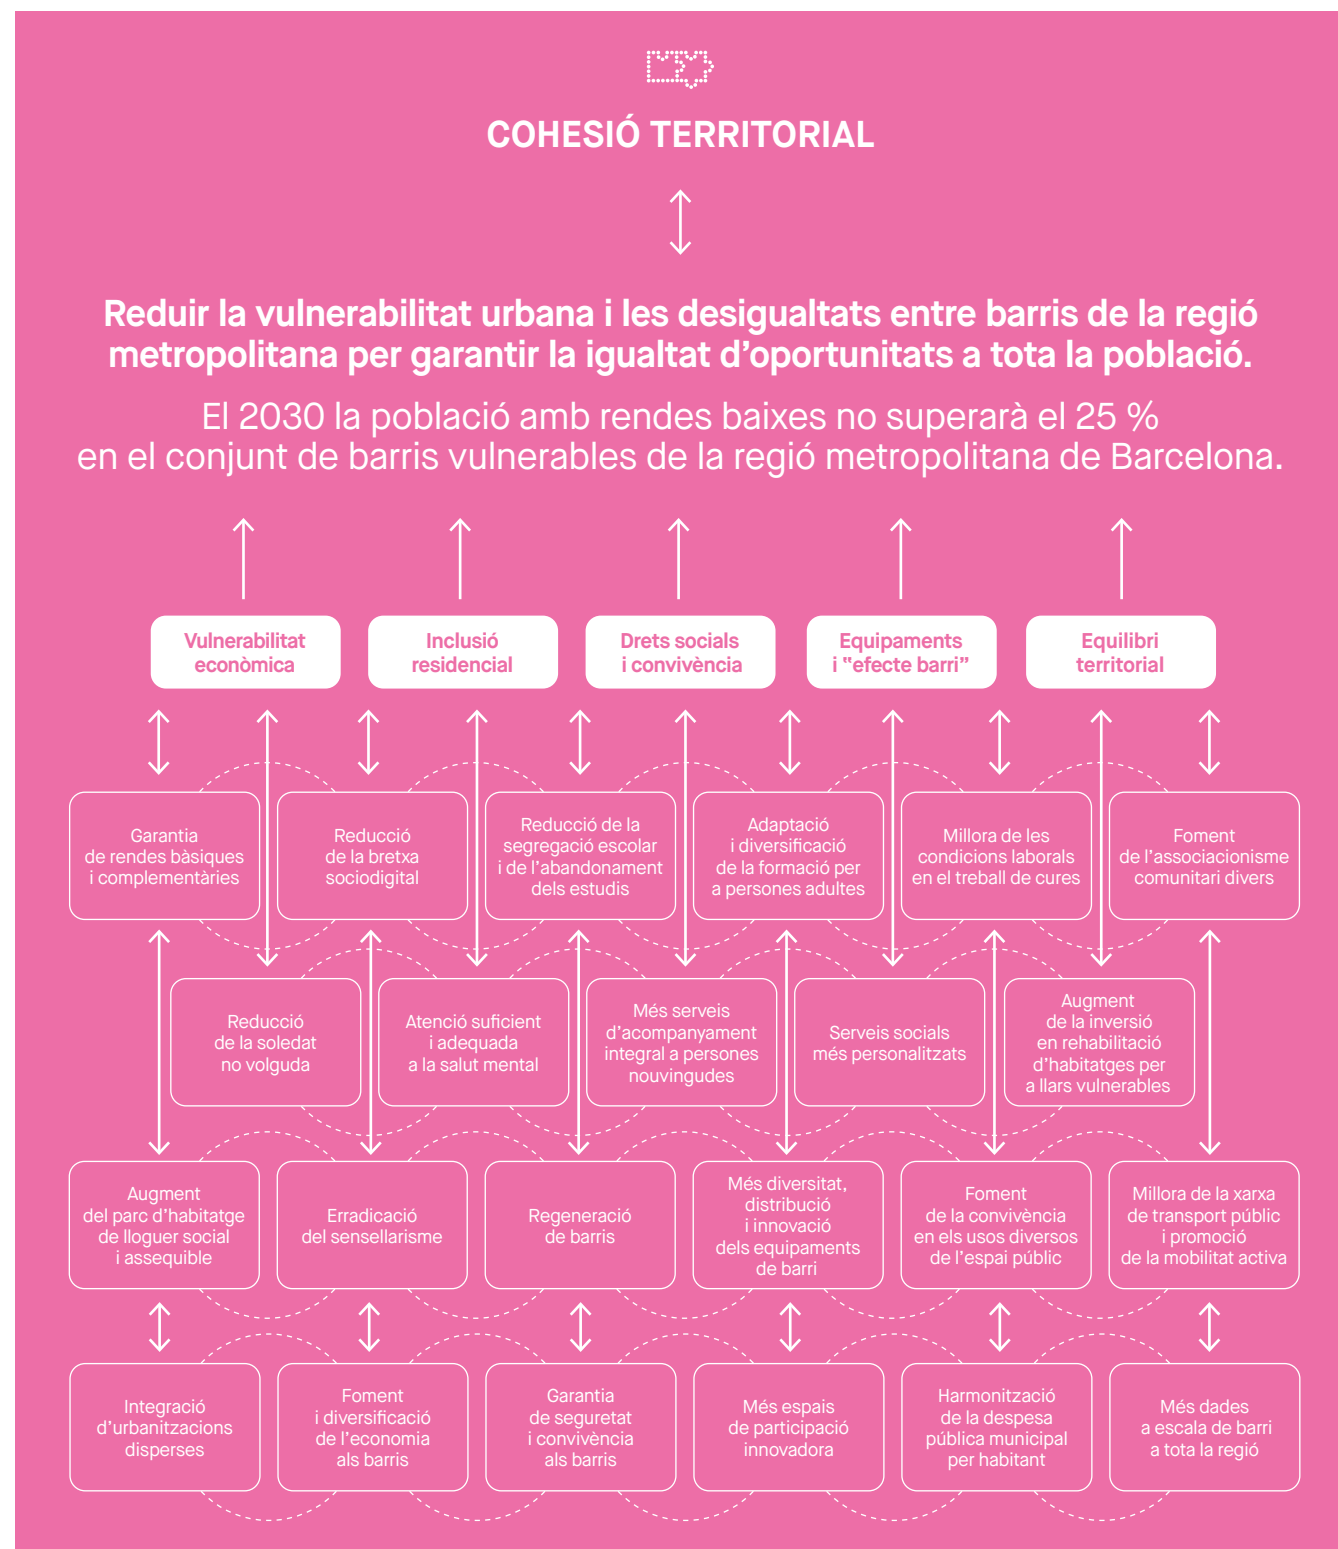 COHESIÓ TERRITORIAL
Reduir la vulnerabilitat urbana i les desigualtats entre barris de la regió
metropolitana per garantir la igualtat d’oportunitats a tota la població.
El 2030 la població amb rendes baixes no superarà el 25 %
en el conjunt de barris vulnerables de la regió metropolitana de Barcelona.
Vulnerabilitat
econòmica
Inclusió
residencial
Drets socials
i convivència
Equipaments
i “efecte barri”
Equilibri
territorial
Garantia
de rendes bàsiques
i complementàries
Reducció
de la bretxa
sociodigital
Reducció de la
segregació escolar
i de l’abandonament
dels estudis
Adaptació
i diversificació
de la formació per
a persones adultes
Millora de les
condicions laborals
en el treball de cures
Foment
de l’associacionisme
comunitari divers
Reducció
de la soledat
no volguda
Atenció suficient
i adequada
a la salut mental
Més serveis
d’acompanyament
integral a persones
nouvingudes
Serveis socials
més personalitzats
Augment
de la inversió
en rehabilitació
d’habitatges per
a llars vulnerables
Augment
del parc d’habitatge
de lloguer social
i assequible
Erradicació
del sensellarisme
Regeneració
de barris
Més diversitat,
distribució
i innovació
dels equipaments
de barri
Foment
de la convivència
en els usos diversos
de l’espai públic
Millora de la xarxa
de transport públic
i promoció
de la mobilitat activa
Integració
d’urbanitzacions
disperses
Foment
i diversificació
de l’economia
als barris
Garantia
de seguretat
i convivència
als barris
Més espais
de participació
innovadora
Harmonització
de la despesa
pública municipal
per habitant
Més dades
a escala de barri
a tota la regió